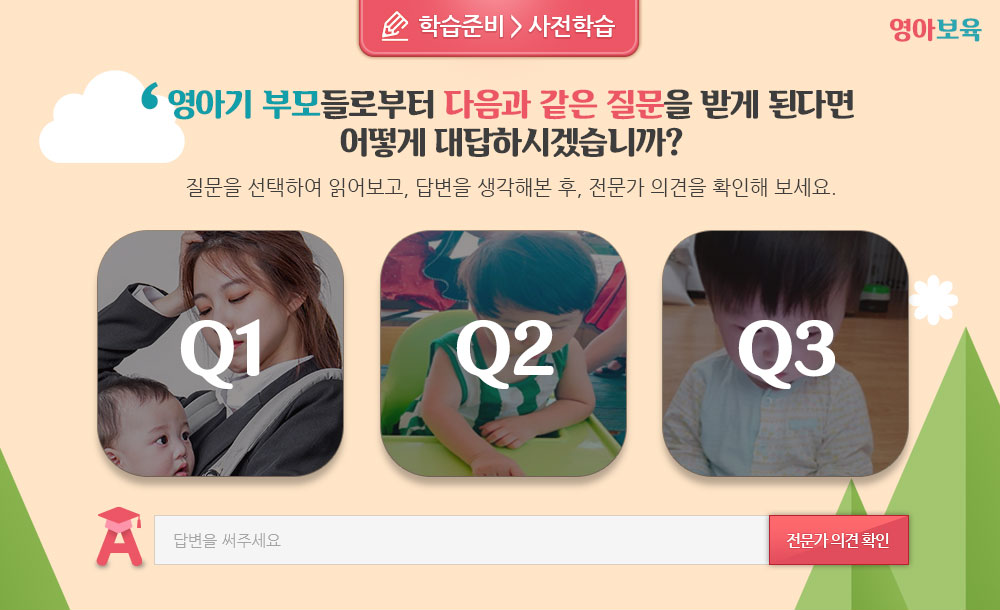 학습준비 > 사전학습
영아보육
‘영아기 부모들로부터 다음과 같은 질문을 받게 된다면
어떻게 대답하시겠습니까?
질문을 선택하여 읽어보고, 답변을 생각해본 후, 전문가 의견을 확인해 보세요.
Q1
Q2
Q3
A
답변을 써주세요
전문가 의견 확인